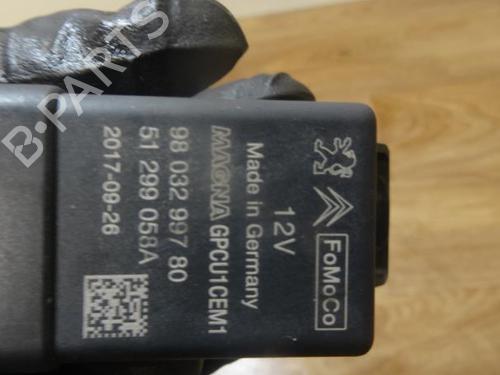 12V
Made in Germany
MAGNA GPCU1CEM1
98 032 997 80
51 299 058A
2017-09-26
FoMoCo
B-PARTS